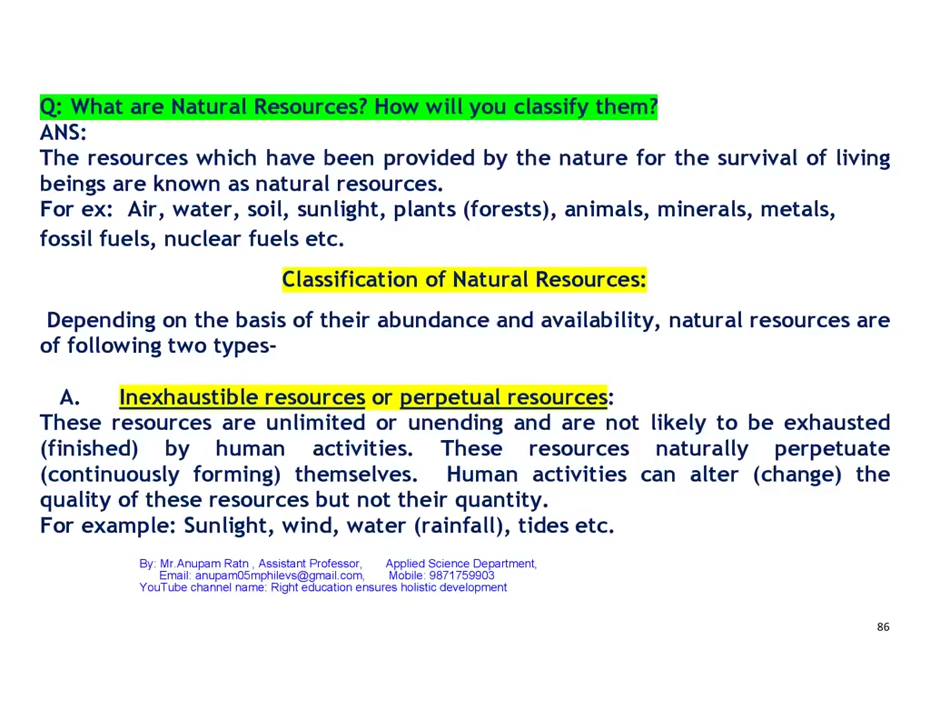 Q: What are Natural Resources? How will you classify them?
ANS:
The resources which have been provided by the nature for the survival of living
beings are known as natural resources.
For ex:  Air, water, soil, sunlight, plants (forests), animals, minerals, metals,
fossil fuels, nuclear fuels etc.
Classification of Natural Resources:
Depending on the basis of their abundance and availability, natural resources are
of following two types-
A. Inexhaustible resources or perpetual resources:
These resources are unlimited or unending and are not likely to be exhausted
(finished) by human activities. These resources naturally perpetuate
(continuously forming) themselves. Human activities can alter (change) the
quality of these resources but not their quantity.
For example: Sunlight, wind, water (rainfall), tides etc.
By: Mr.Anupam Ratn , Assistant Professor, Applied Science Department,
Email: anupam05mphilevs@gmail.com, Mobile: 9871759903
YouTube channel name: Right education ensures holistic development
86